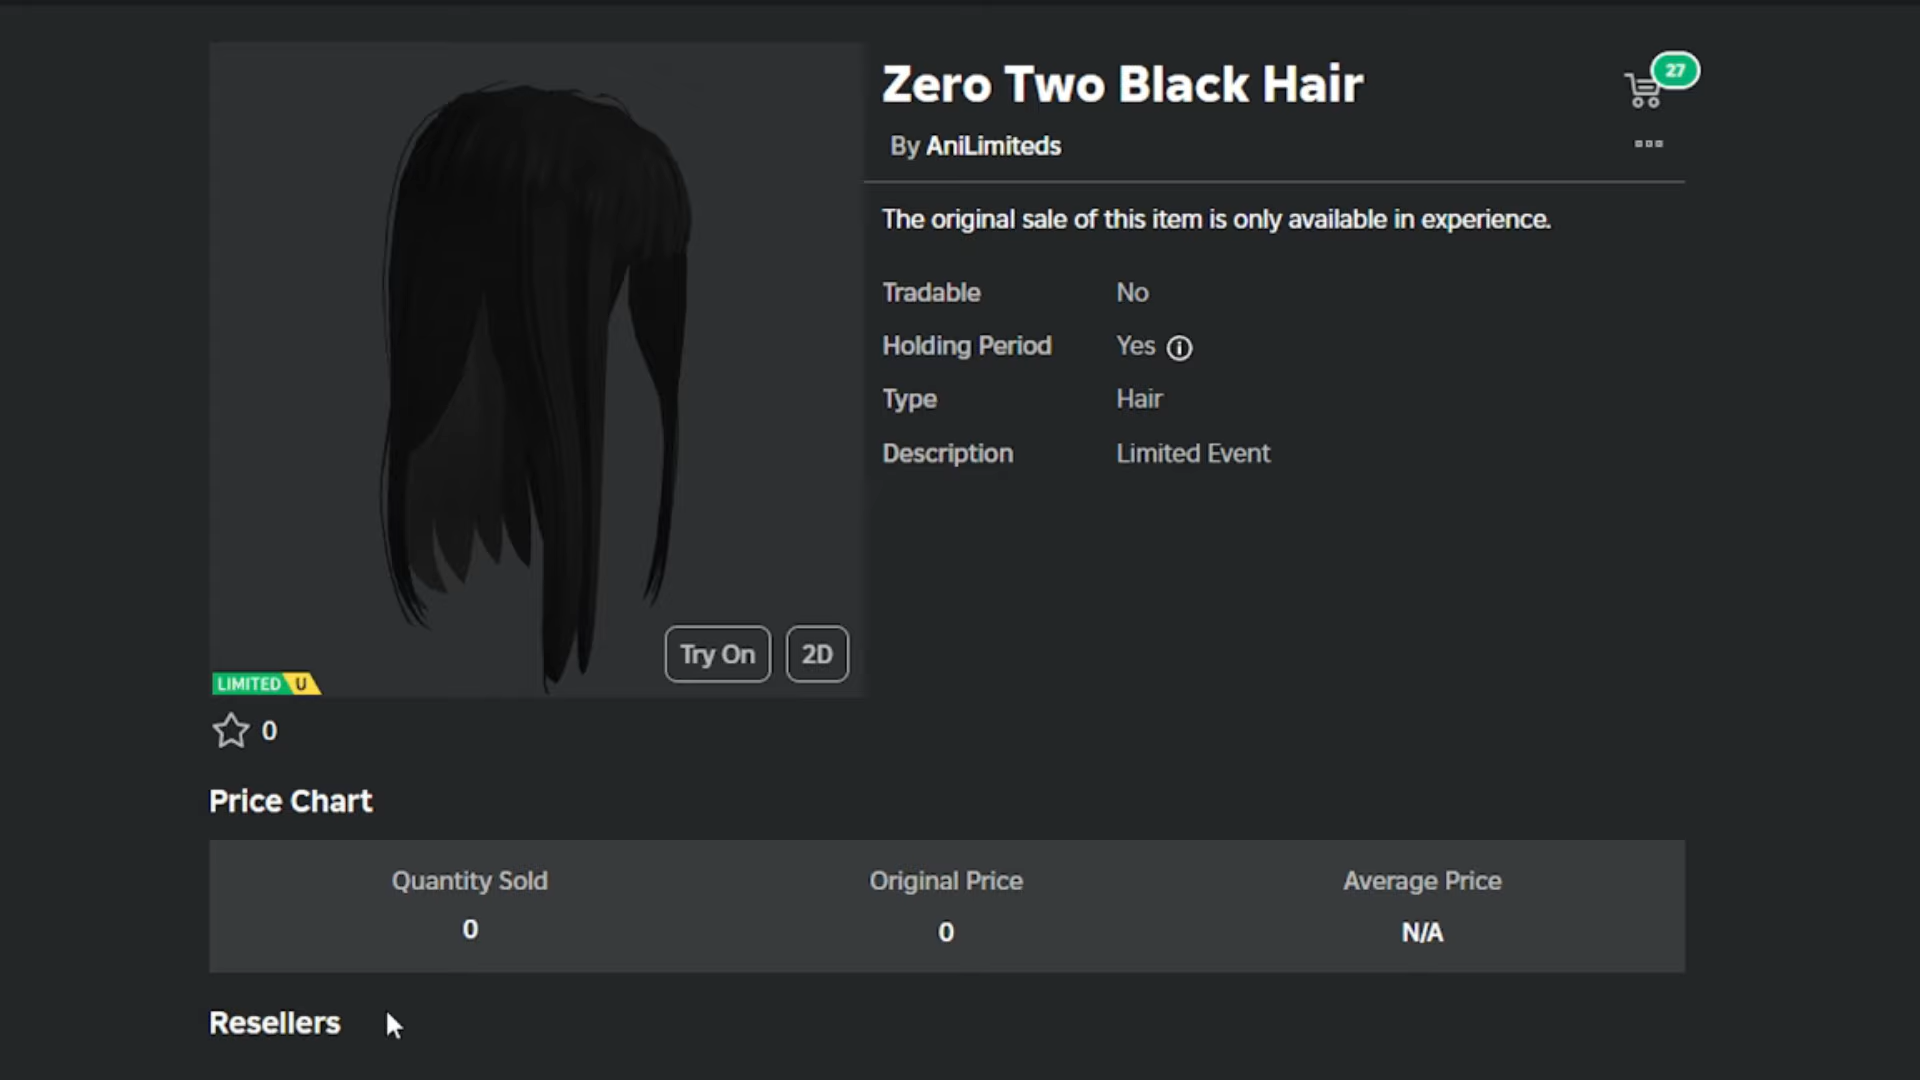 Zero Two Black Hair
27
By AniLimiteds
The original sale of this item is only available in experience.
Tradable No
Holding Period Yes
Type Hair
Description Limited Event
Try On 2D
LIMITED U
0
Price Chart
Quantity Sold Original Price Average Price
0 0 N/A
Resellers